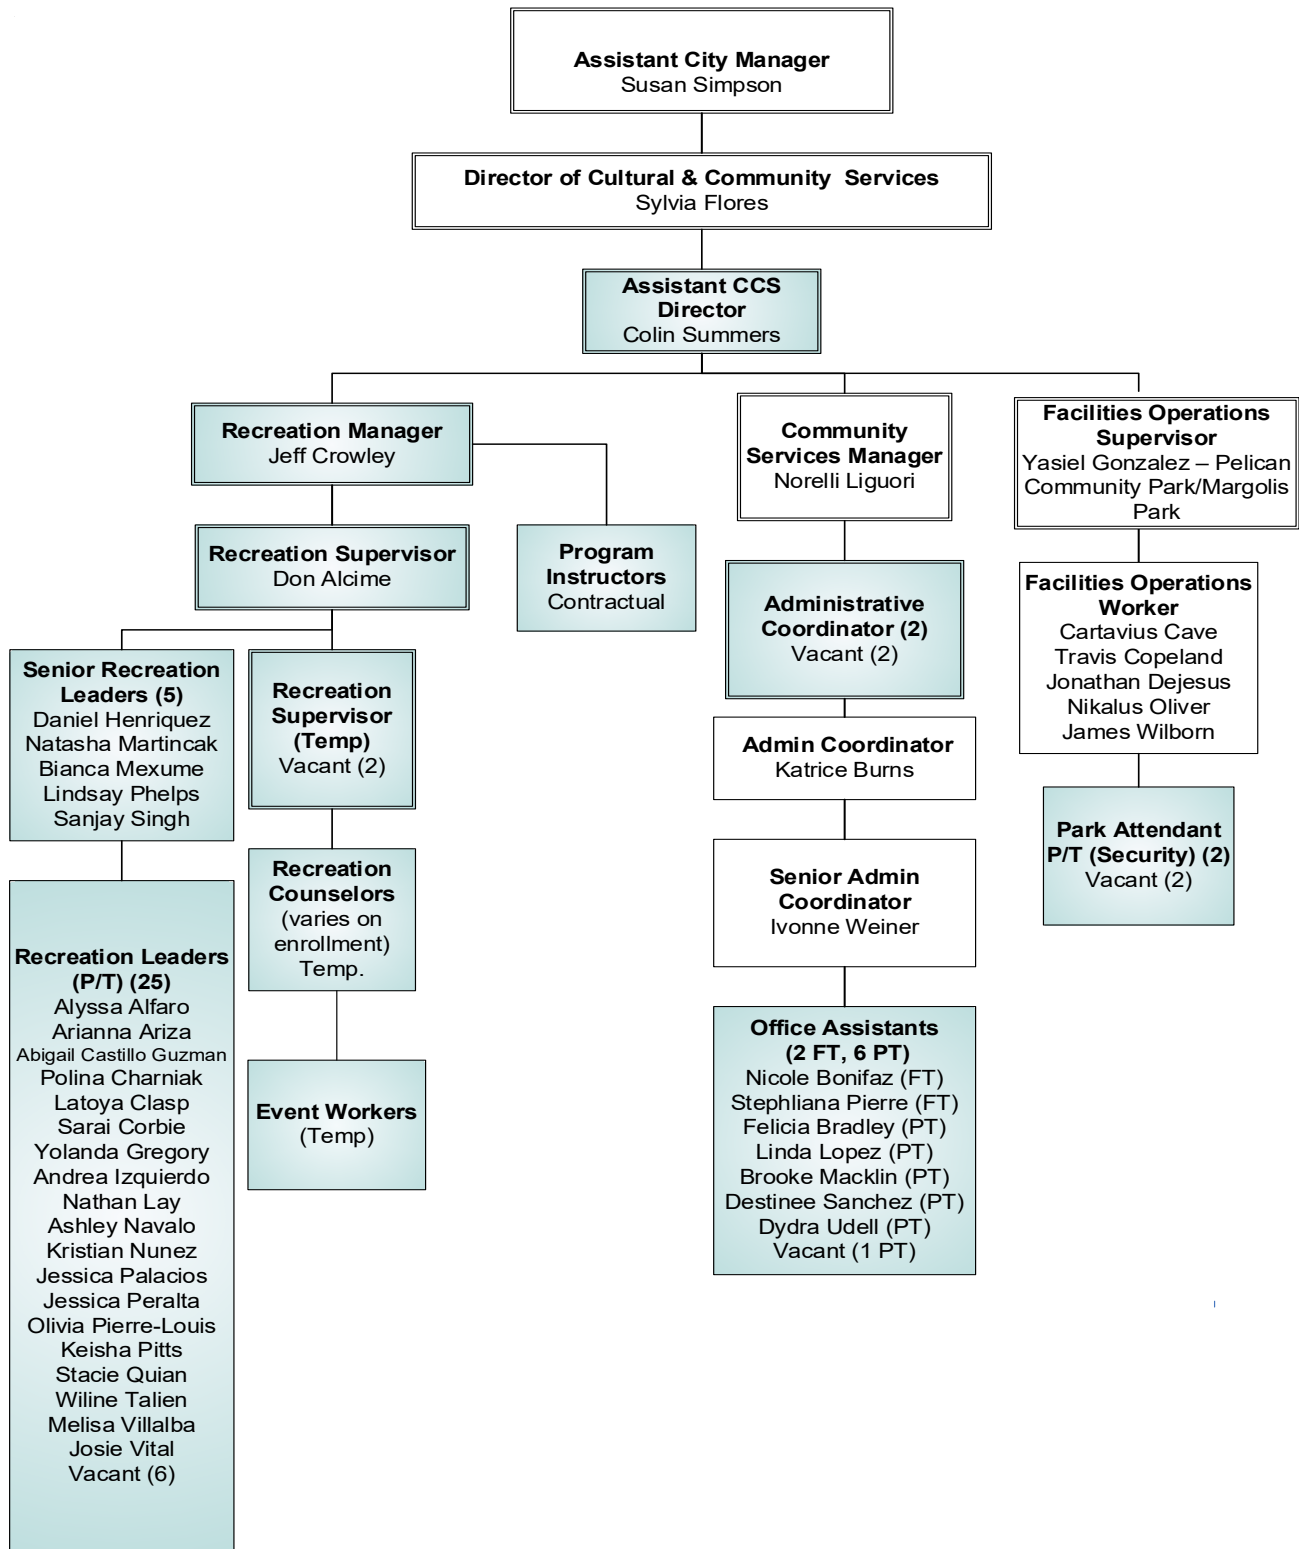 Assistant City Manager
Susan Simpson
Director of Cultural & Community Services
Sylvia Flores
Assistant CCS
Director
Colin Summers
Recreation Manager
Jeff Crowley
Community
Services Manager
Norelli Liguori
Facilities Operations
Supervisor
Yasiel Gonzalez – Pelican
Community Park/Margolis
Park
Recreation Supervisor
Don Alcime
Program
Instructors
Contractual
Administrative
Coordinator (2)
Vacant (2)
Facilities Operations
Worker
Cartavius Cave
Travis Copeland
Jonathan Dejesus
Nikalus Oliver
James Wilborn
Senior Recreation
Leaders (5)
Daniel Henriquez
Natasha Martincak
Bianca Mexume
Lindsay Phelps
Sanjay Singh
Recreation
Supervisor
(Temp)
Vacant (2)
Admin Coordinator
Katrice Burns
Park Attendant
P/T (Security) (2)
Vacant (2)
Recreation
Counselors
(varies on
enrollment)
Temp.
Senior Admin
Coordinator
Ivonne Weiner
Recreation Leaders
(P/T) (25)
Alyssa Alfaro
Arianna Ariza
Abigail Castillo Guzman
Polina Charniak
Latoya Clasp
Sarai Corbie
Yolanda Gregory
Andrea Izquierdo
Nathan Lay
Ashley Navalo
Kristian Nunez
Jessica Palacios
Jessica Peralta
Olivia Pierre-Louis
Keisha Pitts
Stacie Quian
Wiline Talien
Melisa Villalba
Josie Vital
Vacant (6)
Event Workers
(Temp)
Office Assistants
(2 FT, 6 PT)
Nicole Bonifaz (FT)
Stephliana Pierre (FT)
Felicia Bradley (PT)
Linda Lopez (PT)
Brooke Macklin (PT)
Destinee Sanchez (PT)
Dydra Udell (PT)
Vacant (1 PT)